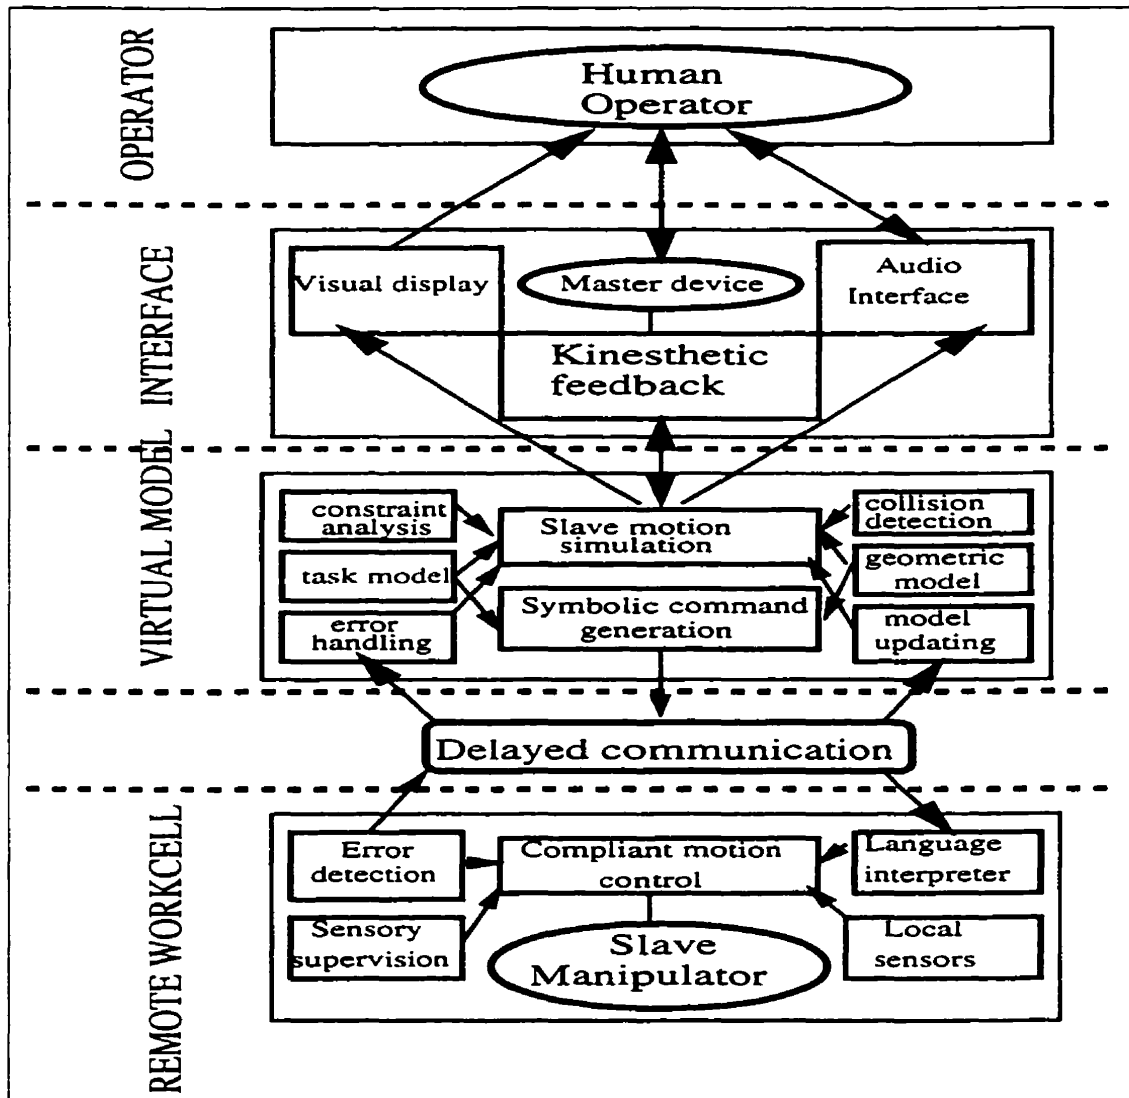 OPERATOR
Human
Operator
INTERFACE
Visual display
Master device
Audio
Interface
Kinesthetic
feedback
VIRTUAL MODEL
constraint
analysis
task model
error
handling
Slave motion
simulation
Symbolic command
generation
collision
detection
geometric
model
model
updating
Delayed communication
REMOTE WORKCELL
Error
detection
Sensory
supervision
Compliant motion
control
Slave
Manipulator
Language
interpreter
Local
sensors